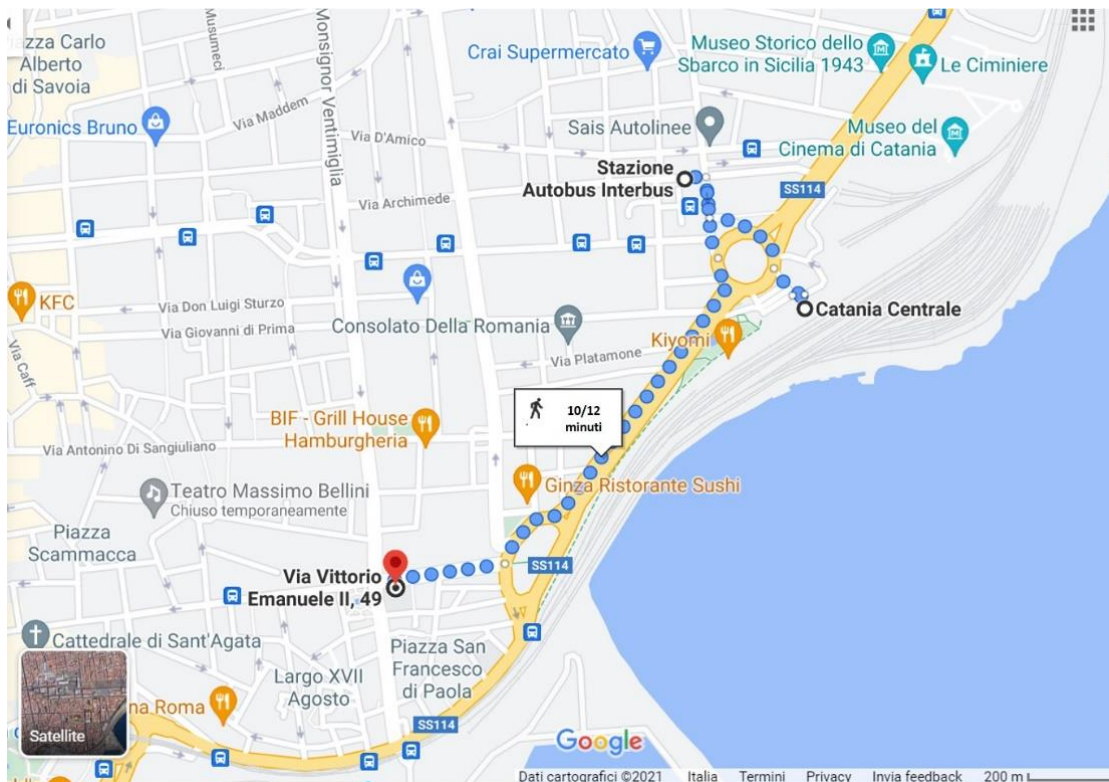 Piazza Carlo
Alberto
di Savoia
Musumeci
Monsignor Ventimiglia
Crai Supermercato
Museo Storico dello
Sbarco in Sicilia 1943
Le Ciminiere
Euronics Bruno
Via Maddem
Via D'Amico
Sais Autolinee
Museo del
Cinema di Catania
Stazione
Autobus Interbus
SS114
Via Archimede
KFC
Via Don Luigi Sturzo
Via Giovanni di Prima
Consolato Della Romania
Catania Centrale
Kiyomi
Via Caff
Via Platamone
10/12
minuti
BIF - Grill House
Hamburgheria
Via Antonino Di Sangiuliano
Ginza Ristorante Sushi
Teatro Massimo Bellini
Chiuso temporaneamente
Piazza
Scammacca
SS114
Via Vittorio
Emanuele II, 49
Cattedrale di Sant'Agata
Piazza San
Francesco
di Paola
Largo XVII
Agosto
na Roma
SS114
Satellite
Google
Dati cartografici ©2021 Italia Termini Privacy Invia feedback 200 m